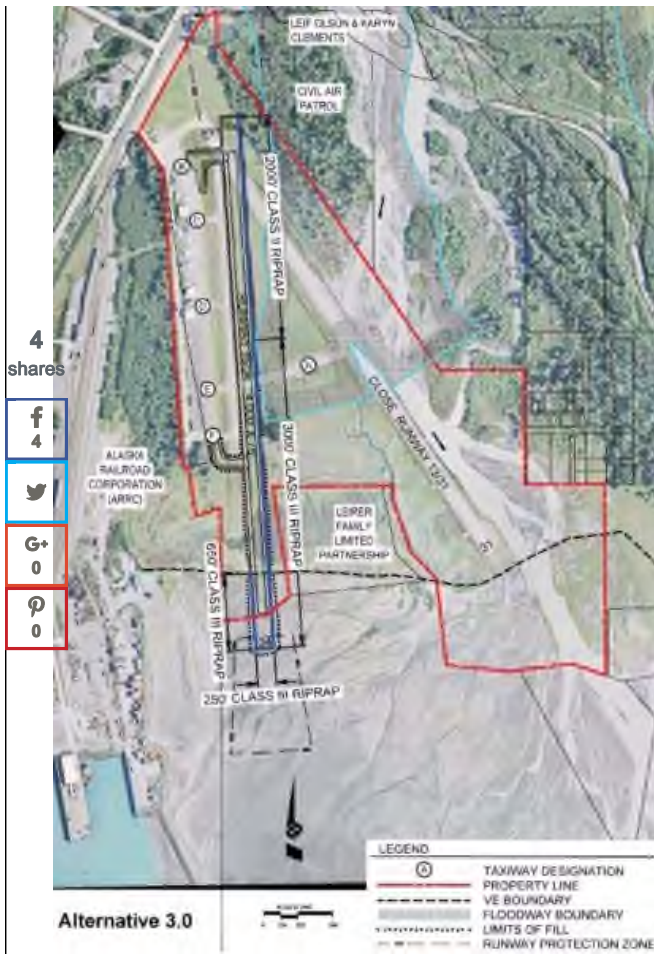 LEIF OLSON & KARYN
CLEMENTS
CIVIL AIR
PATROL
2000' CLASS II RIPRAP
4
shares
f
4
G+
0
0
A
CLOSE RUNWAY 13/31
3000' CLASS III RIPRAP
ALASKA
RAILROAD
CORPORATION
(ARRC)
LEIRER
FAMILY
LIMITED
PARTNERSHIP
650' CLASS III RIPRAP
250' CLASS III RIPRAP
LEGEND
A TAXIWAY DESIGNATION
PROPERTY LINE
VE BOUNDARY
FLOODWAY BOUNDARY
LIMITS OF FILL
RUNWAY PROTECTION ZONE
Alternative 3.0